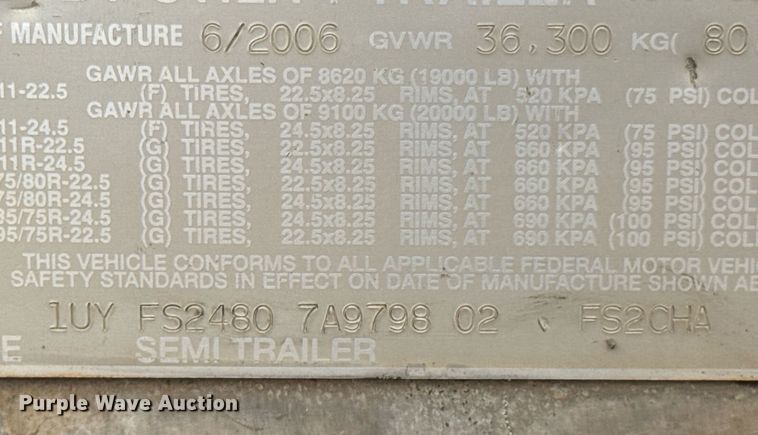 F MANUFACTURE 6/2006 GVWR 36,300 KG( 80
GAWR ALL AXLES OF 8620 KG (19000 LB) WITH
11-22.5 (F) TIRES, 22.5x8.25 RIMS, AT 520 KPA (75 PSI) COL
GAWR ALL AXLES OF 9100 KG (20000 LB) WITH
11-24.5 (F) TIRES, 24.5x8.25 RIMS, AT 520 KPA (75 PSI) COL
11R-22.5 (G) TIRES, 22.5x8.25 RIMS, AT 660 KPA (95 PSI) COL
11R-24.5 (G) TIRES, 24.5x8.25 RIMS, AT 660 KPA (95 PSI) COL
75/80R-22.5 (G) TIRES, 22.5x8.25 RIMS, AT 660 KPA (95 PSI) COL
75/80R-24.5 (G) TIRES, 24.5x8.25 RIMS, AT 660 KPA (95 PSI) COL
85/75R-24.5 (G) TIRES, 24.5x8.25 RIMS, AT 690 KPA (100 PSI) COL
95/75R-22.5 (G) TIRES, 22.5x8.25 RIMS, AT 690 KPA (100 PSI) COL
THIS VEHICLE CONFORMS TO ALL APPLICABLE FEDERAL MOTOR VEHI
SAFETY STANDARDS IN EFFECT ON DATE OF MANUFACTURE SHOWN AB
1UY FS2480 7A9798 02 . FS2CHA
E SEMI TRAILER
Purple Wave Auction